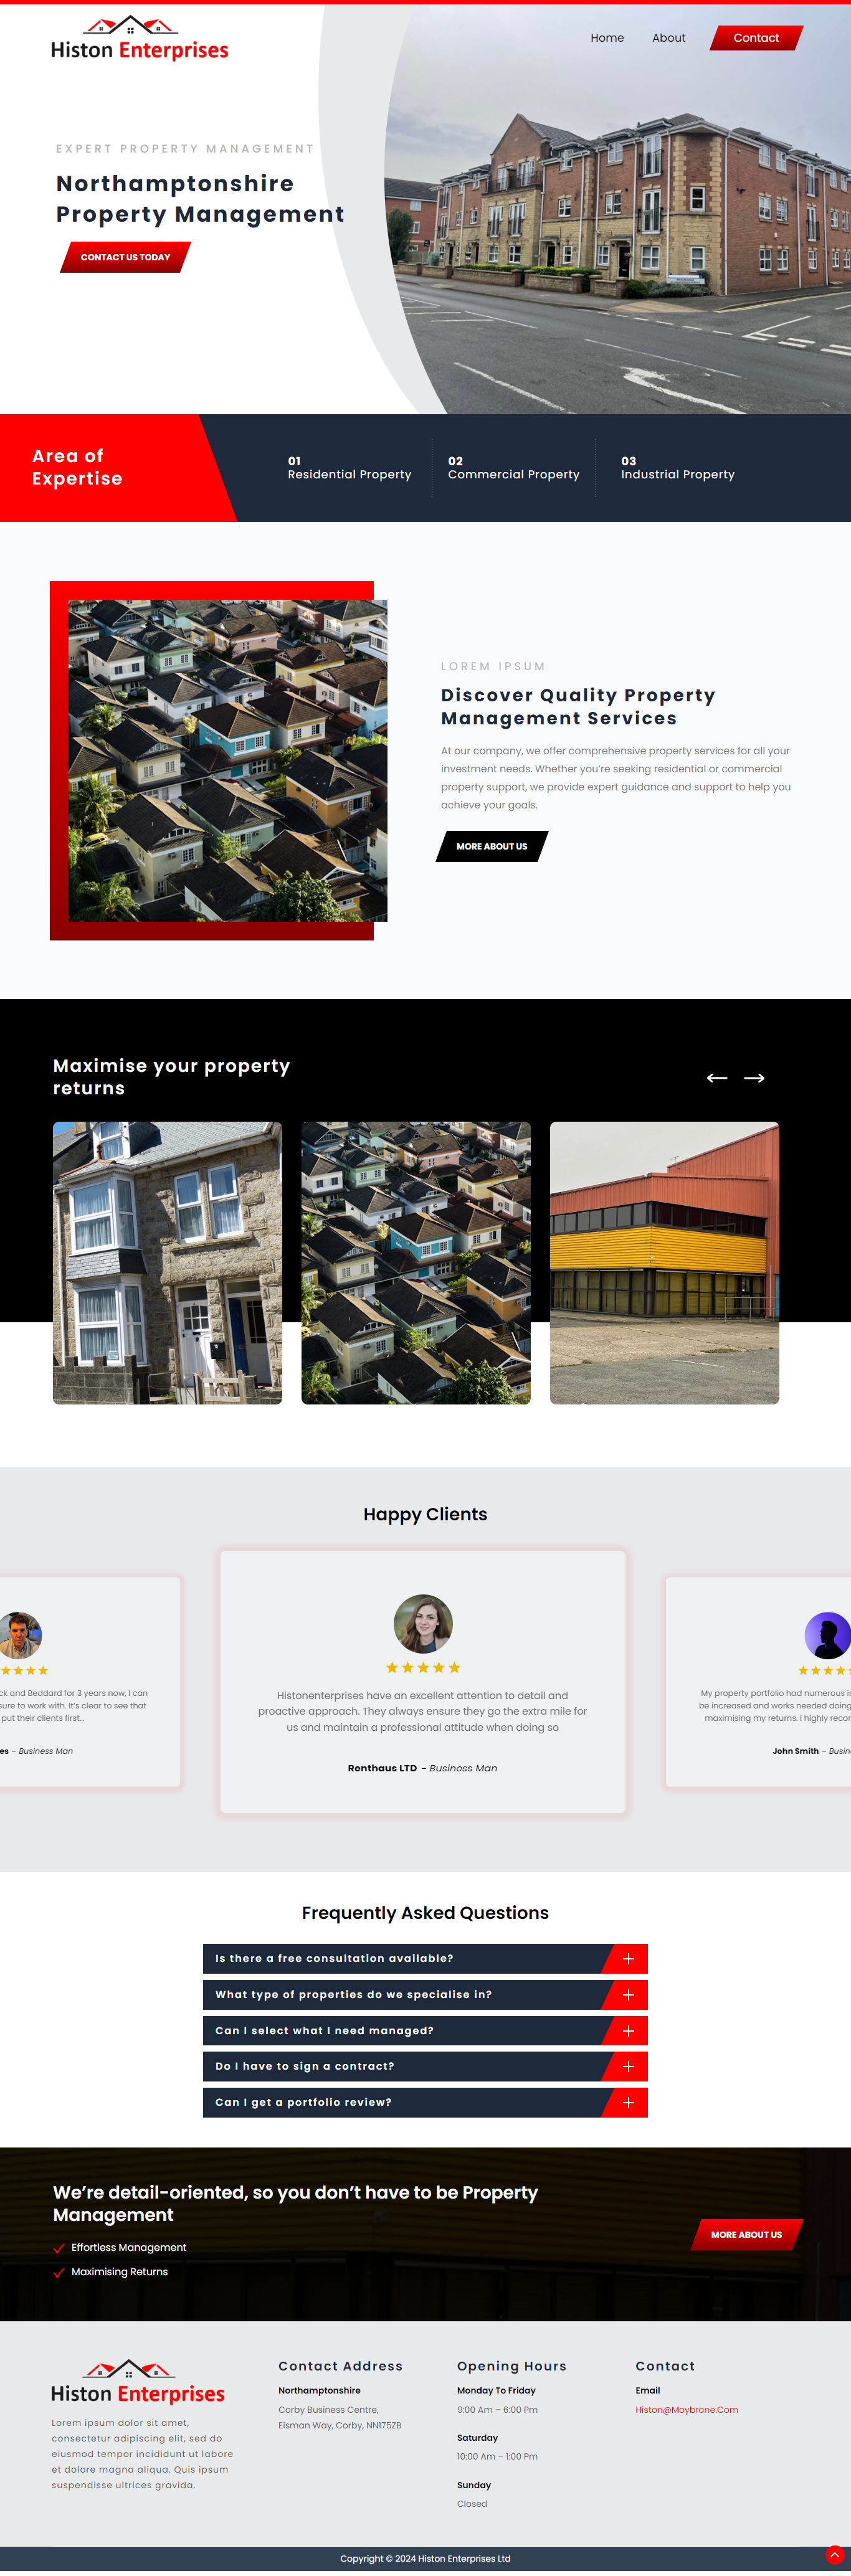 Histon Enterprises
Home
About
Contact
EXPERT PROPERTY MANAGEMENT
Northamptonshire
Property Management
CONTACT US TODAY
Area of
Expertise
01
Residential Property
02
Commercial Property
03
Industrial Property
LOREM IPSUM
Discover Quality Property
Management Services
At our company, we offer comprehensive property services for all your
investment needs. Whether you're seeking residential or commercial
property support, we provide expert guidance and support to help you
achieve your goals.
MORE ABOUT US
Maximise your property
returns
Happy Clients
ck and Beddard for 3 years now, I can
sure to work with. It's clear to see that
put their clients first...
es - Business Man
Histonenterprises have an excellent attention to detail and
proactive approach. They always ensure they go the extra mile for
us and maintain a professional attitude when doing so
Renthaus LTD - Business Man
My property portfolio had numerous is
be increased and works needed doing
maximising my returns. I highly recor
John Smith - Busin
Frequently Asked Questions
Is there a free consultation available?
What type of properties do we specialise in?
Can I select what I need managed?
Do I have to sign a contract?
Can I get a portfolio review?
We're detail-oriented, so you don't have to be Property
Management
Effortless Management
Maximising Returns
MORE ABOUT US
Histon Enterprises
Lorem ipsum dolor sit amet,
consectetur adipiscing elit, sed do
eiusmod tempor incididunt ut labore
et dolore magna aliqua. Quis ipsum
suspendisse ultrices gravida.
Contact Address
Northamptonshire
Corby Business Centre,
Eisman Way, Corby, NN175ZB
Opening Hours
Monday To Friday
9:00 Am – 6:00 Pm
Saturday
10:00 Am – 1:00 Pm
Sunday
Closed
Contact
Email
Histon@Moybrone.Com
Copyright © 2024 Histon Enterprises Ltd